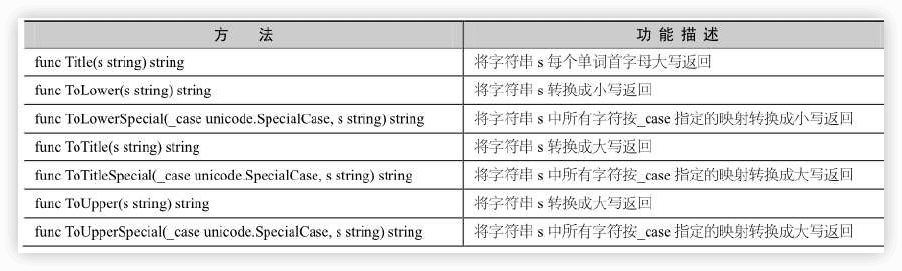 方 法 功 能 描 述
func Title(s string) string 将字符串 s 每个单词首字母大写返回
func ToLower(s string) string 将字符串 s 转换成小写返回
func ToLowerSpecial(_case unicode.SpecialCase, s string) string 将字符串 s 中所有字符按_case 指定的映射转换成小写返回
func ToTitle(s string) string 将字符串 s 转换成大写返回
func ToTitleSpecial(_case unicode.SpecialCase, s string) string 将字符串 s 中所有字符按_case 指定的映射转换成大写返回
func ToUpper(s string) string 将字符串 s 转换成大写返回
func ToUpperSpecial(_case unicode.SpecialCase, s string) string 将字符串 s 中所有字符按_case 指定的映射转换成大写返回